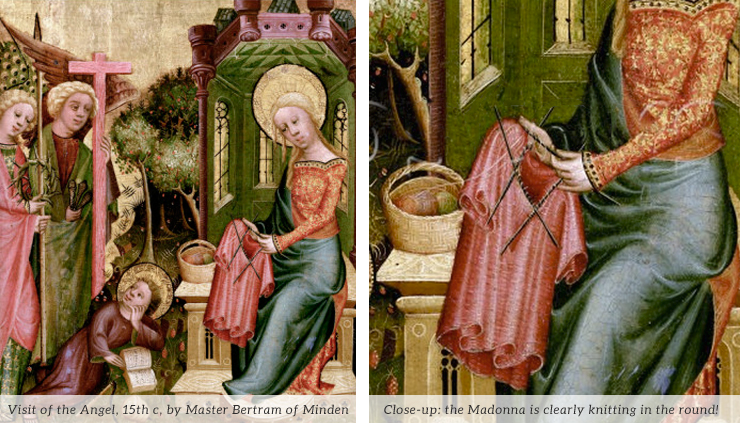 Visit of the Angel, 15th c, by Master Bertram of Minden
Close-up: the Madonna is clearly knitting in the round!